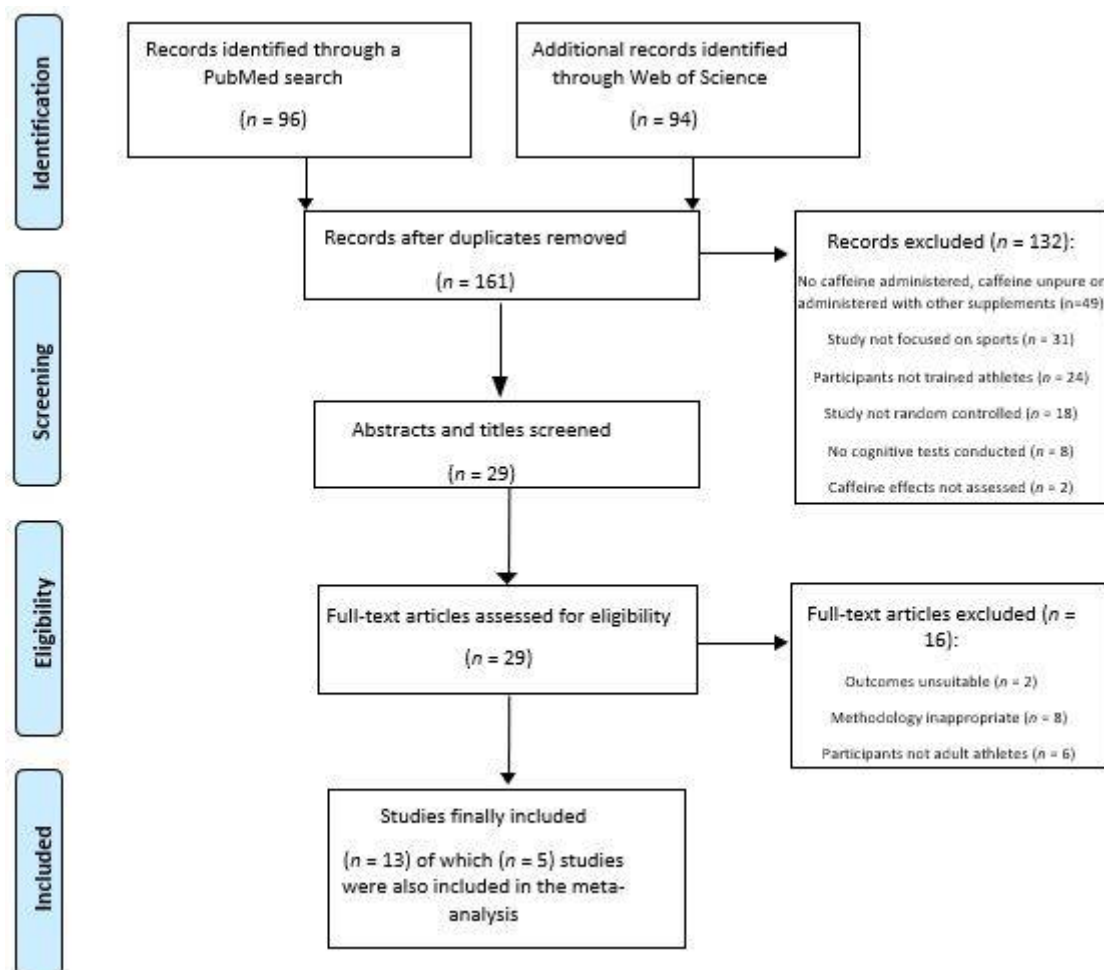 Identification
Records identified through a
PubMed search
(n = 96)
Additional records identified
through Web of Science
(n = 94)
Records after duplicates removed
(n = 161)
Records excluded (n = 132):
No caffeine administered, caffeine unpure or
administered with other supplements (n=49)
Study not focused on sports (n = 31)
Participants not trained athletes (n = 24)
Study not random controlled (n = 18)
No cognitive tests conducted (n = 8)
Caffeine effects not assessed (n = 2)
Screening
Abstracts and titles screened
(n = 29)
Eligibility
Full-text articles assessed for eligibility
(n = 29)
Full-text articles excluded (n =
16):
Outcomes unsuitable (n = 2)
Methodology inappropriate (n = 8)
Participants not adult athletes (n = 6)
Included
Studies finally included
(n = 13) of which (n = 5) studies
were also included in the meta-
analysis